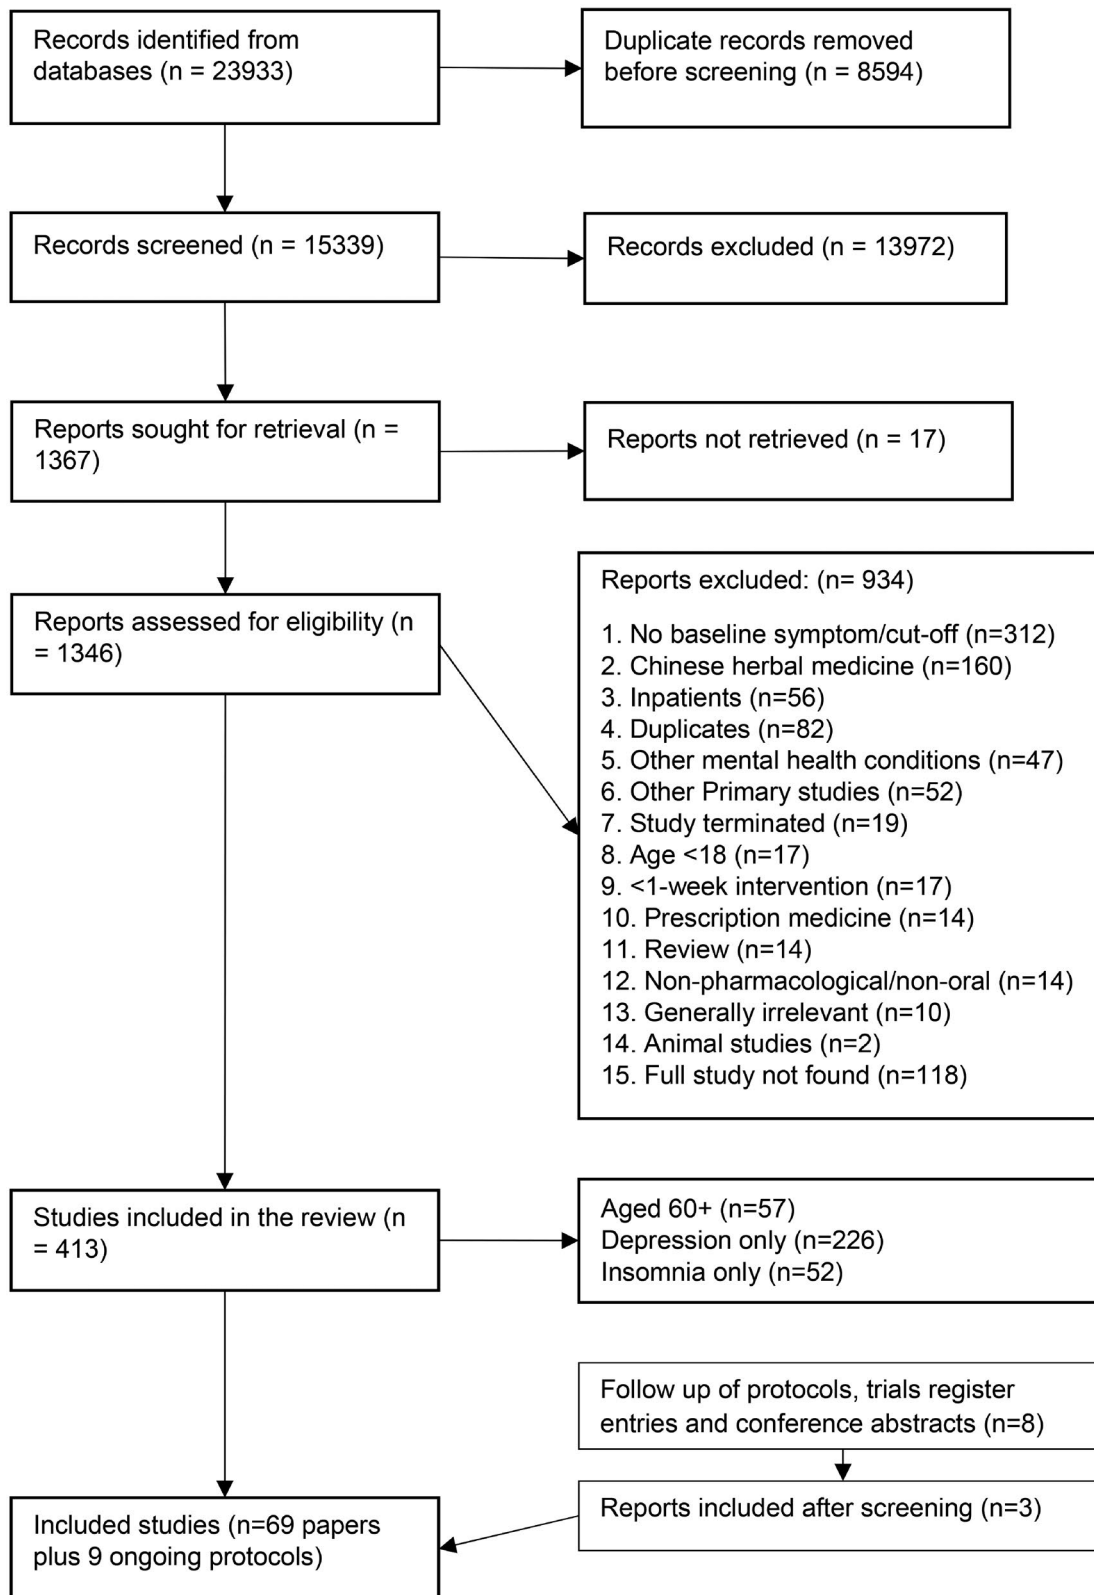 Records identified from
databases (n = 23933)
Duplicate records removed
before screening (n = 8594)
Records screened (n = 15339)
Records excluded (n = 13972)
Reports sought for retrieval (n =
1367)
Reports not retrieved (n = 17)
Reports assessed for eligibility (n
= 1346)
Reports excluded: (n= 934)
1. No baseline symptom/cut-off (n=312)
2. Chinese herbal medicine (n=160)
3. Inpatients (n=56)
4. Duplicates (n=82)
5. Other mental health conditions (n=47)
6. Other Primary studies (n=52)
7. Study terminated (n=19)
8. Age <18 (n=17)
9. <1-week intervention (n=17)
10. Prescription medicine (n=14)
11. Review (n=14)
12. Non-pharmacological/non-oral (n=14)
13. Generally irrelevant (n=10)
14. Animal studies (n=2)
15. Full study not found (n=118)
Studies included in the review (n
= 413)
Aged 60+ (n=57)
Depression only (n=226)
Insomnia only (n=52)
Follow up of protocols, trials register
entries and conference abstracts (n=8)
Reports included after screening (n=3)
Included studies (n=69 papers
plus 9 ongoing protocols)